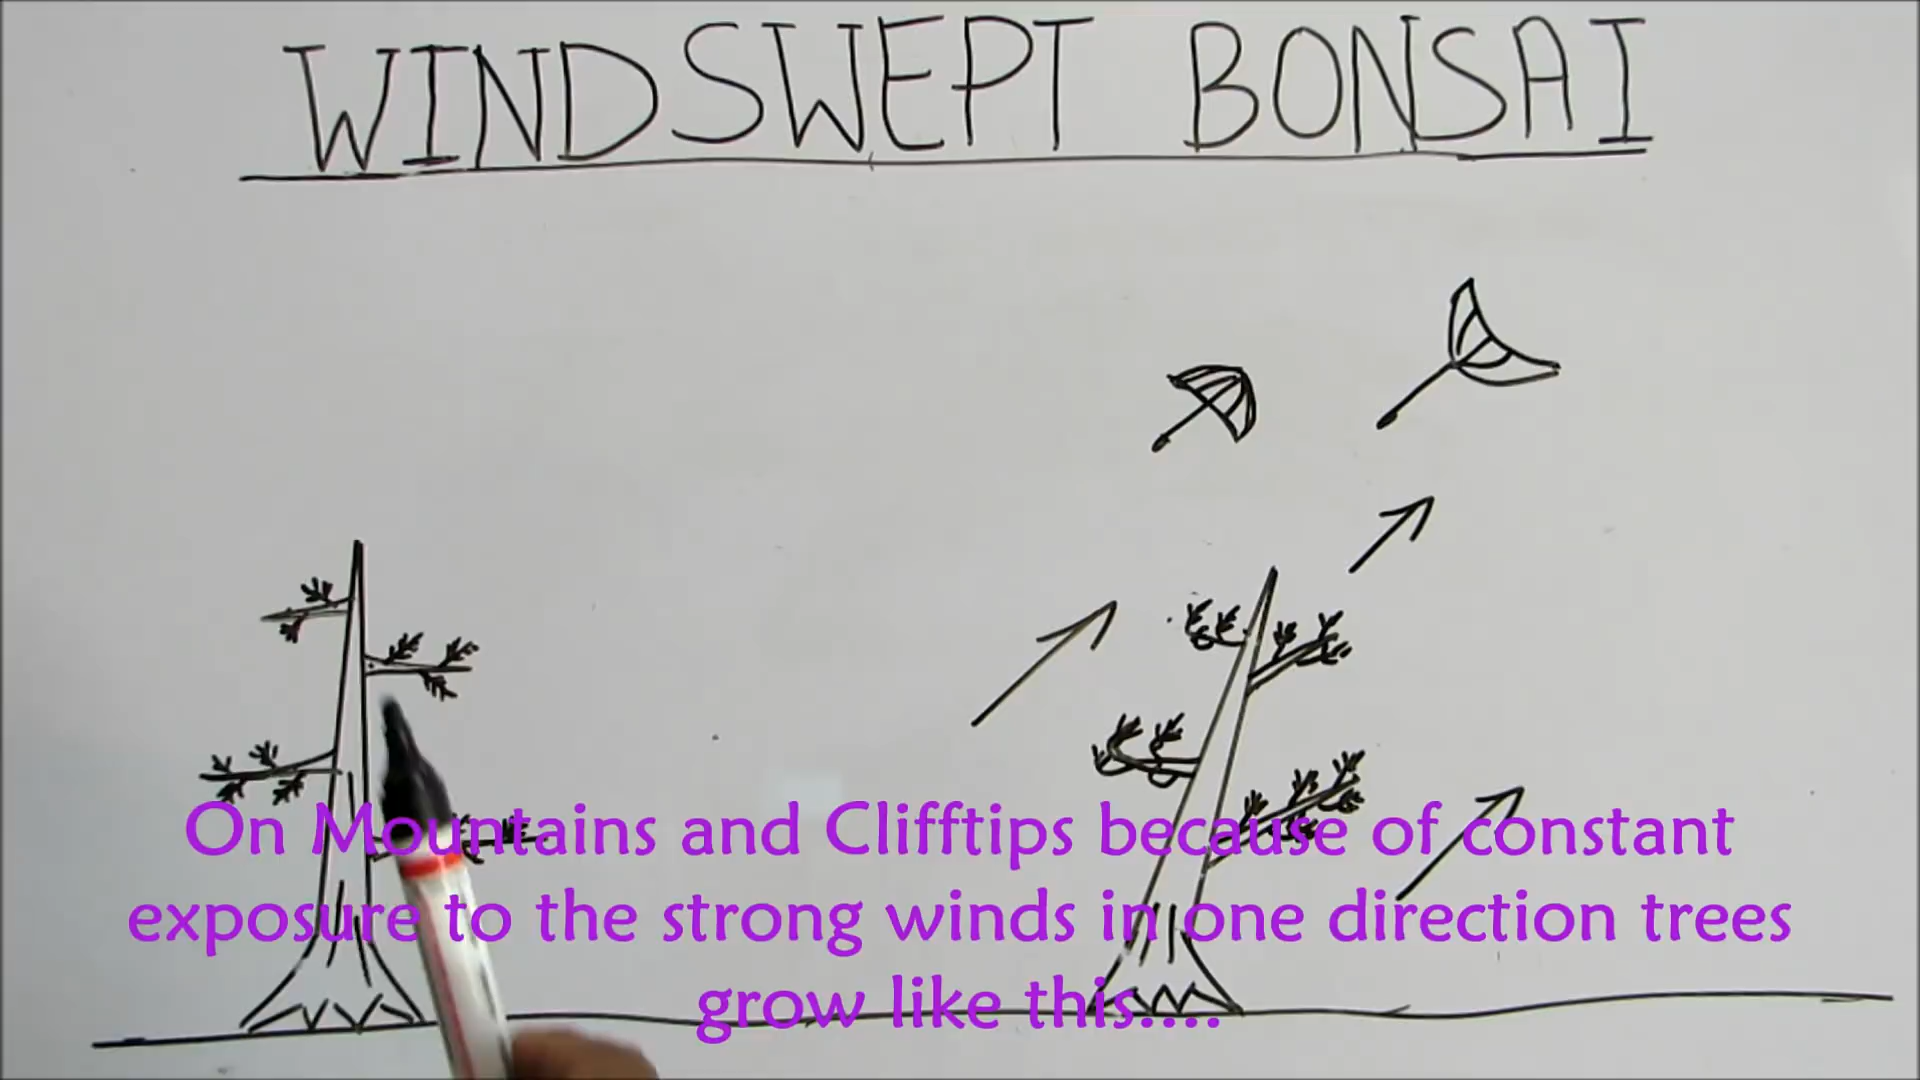 WINDSWEPT BONSAI
On Mountains and Clifftips because of constant
exposure to the strong winds in one direction trees
grow like this....